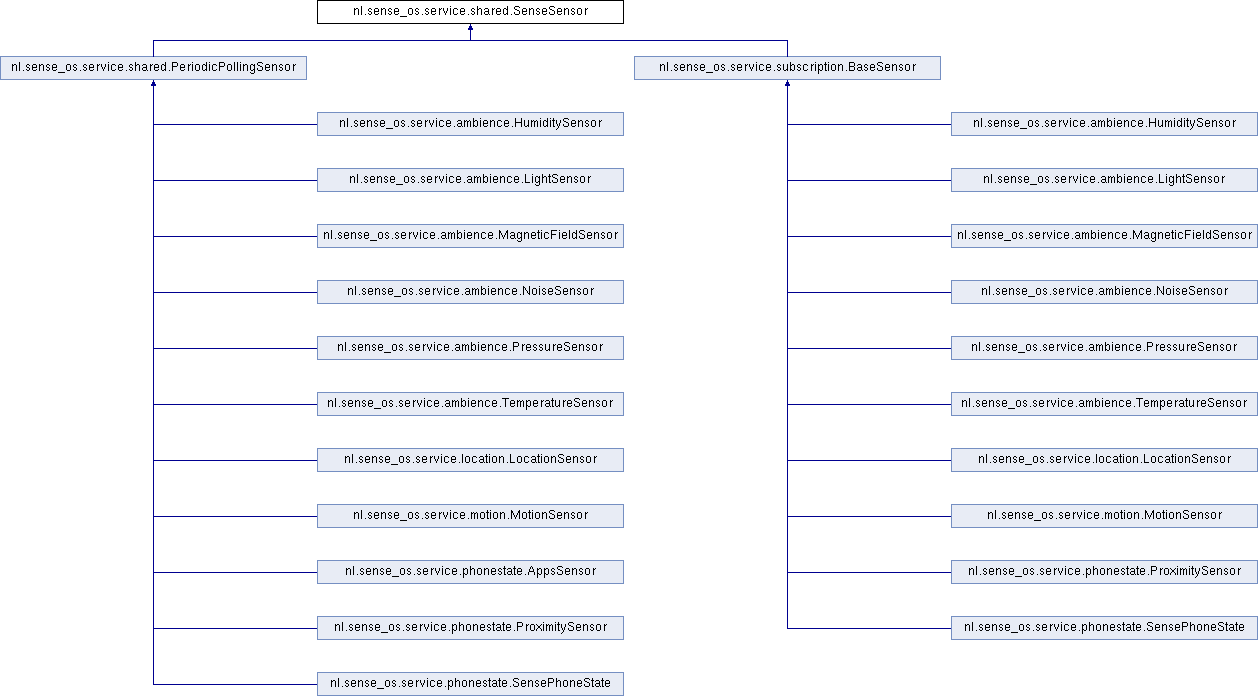 nl.sense_os.service.shared.SenseSensor
nl.sense_os.service.shared.PeriodicPollingSensor
nl.sense_os.service.subscription.BaseSensor
nl.sense_os.service.ambience.HumiditySensor
nl.sense_os.service.ambience.HumiditySensor
nl.sense_os.service.ambience.LightSensor
nl.sense_os.service.ambience.LightSensor
nl.sense_os.service.ambience.MagneticFieldSensor
nl.sense_os.service.ambience.MagneticFieldSensor
nl.sense_os.service.ambience.NoiseSensor
nl.sense_os.service.ambience.NoiseSensor
nl.sense_os.service.ambience.PressureSensor
nl.sense_os.service.ambience.PressureSensor
nl.sense_os.service.ambience.TemperatureSensor
nl.sense_os.service.ambience.TemperatureSensor
nl.sense_os.service.location.LocationSensor
nl.sense_os.service.location.LocationSensor
nl.sense_os.service.motion.MotionSensor
nl.sense_os.service.motion.MotionSensor
nl.sense_os.service.phonestate.AppsSensor
nl.sense_os.service.phonestate.ProximitySensor
nl.sense_os.service.phonestate.ProximitySensor
nl.sense_os.service.phonestate.SensePhoneState
nl.sense_os.service.phonestate.SensePhoneState